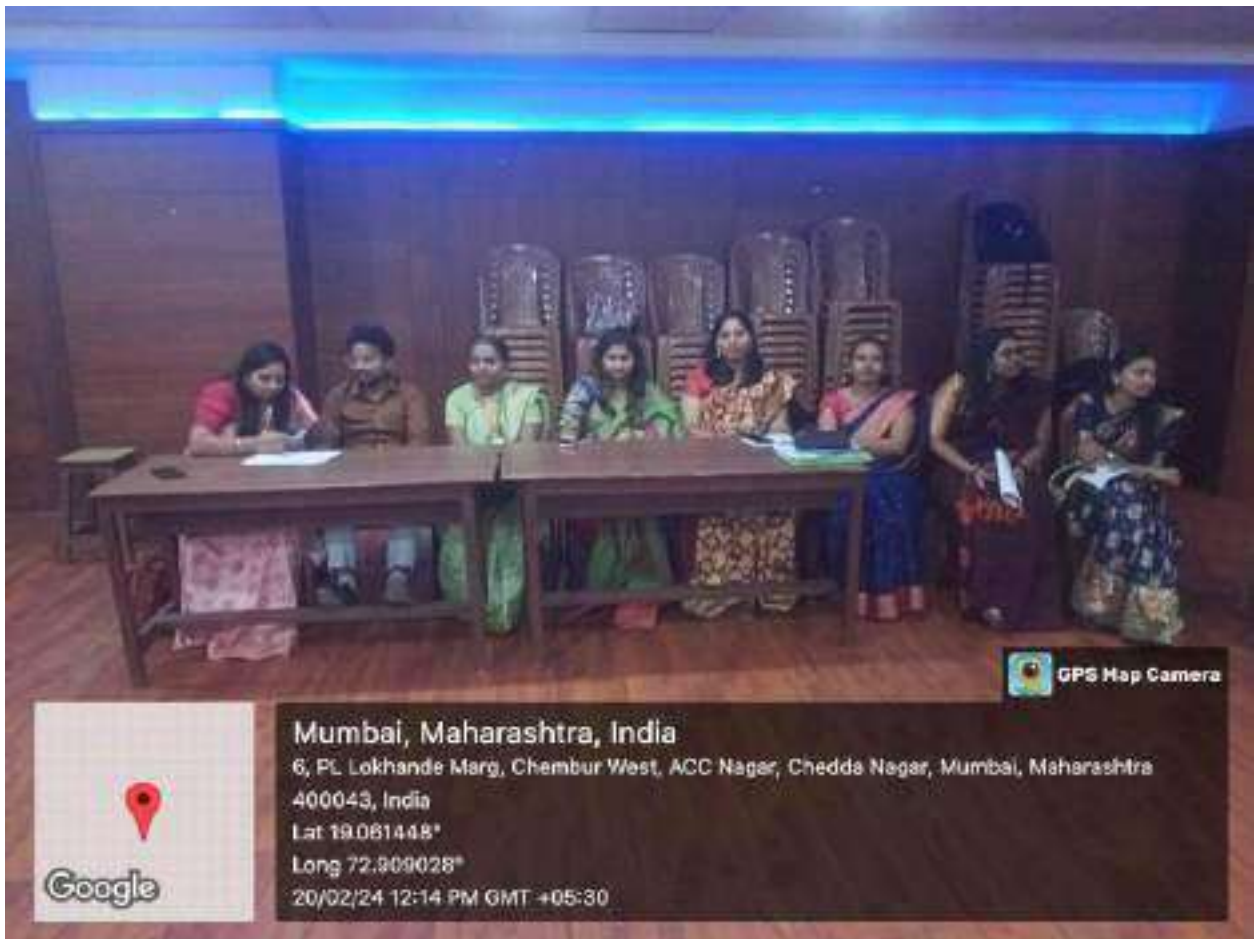 GPS Map Camera
Mumbai, Maharashtra, India
6, PL Lokhande Marg, Chembur West, ACC Nagar, Chedda Nagar, Mumbai, Maharashtra
400043, India
Lat 19.061448°
Long 72.909028°
20/02/24 12:14 PM GMT +05:30
Google